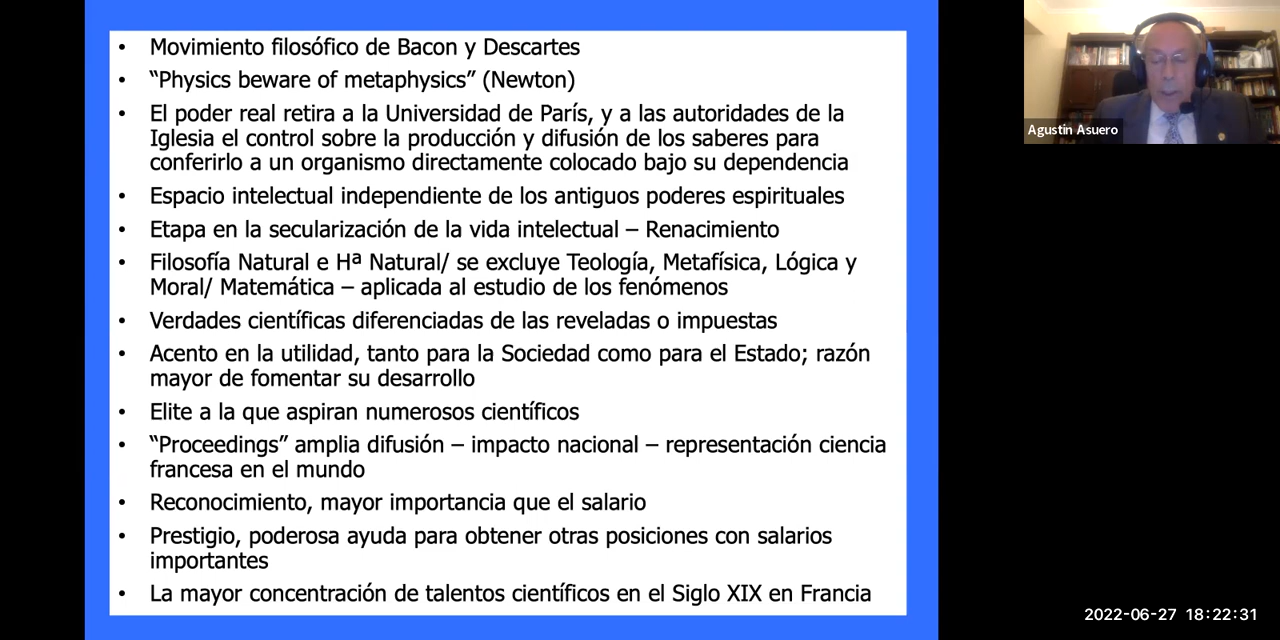 • Movimiento filosófico de Bacon y Descartes
• “Physics beware of metaphysics” (Newton)
• El poder real retira a la Universidad de París, y a las autoridades de la
Iglesia el control sobre la producción y difusión de los saberes para
conferirlo a un organismo directamente colocado bajo su dependencia
• Espacio intelectual independiente de los antiguos poderes espirituales
• Etapa en la secularización de la vida intelectual – Renacimiento
• Filosofía Natural e Hª Natural/ se excluye Teología, Metafísica, Lógica y
Moral/ Matemática – aplicada al estudio de los fenómenos
• Verdades científicas diferenciadas de las reveladas o impuestas
• Acento en la utilidad, tanto para la Sociedad como para el Estado; razón
mayor de fomentar su desarrollo
• Elite a la que aspiran numerosos científicos
• “Proceedings” amplia difusión – impacto nacional – representación ciencia
francesa en el mundo
• Reconocimiento, mayor importancia que el salario
• Prestigio, poderosa ayuda para obtener otras posiciones con salarios
importantes
• La mayor concentración de talentos científicos en el Siglo XIX en Francia
Agustín Asuero
2022-06-27 18:22:31